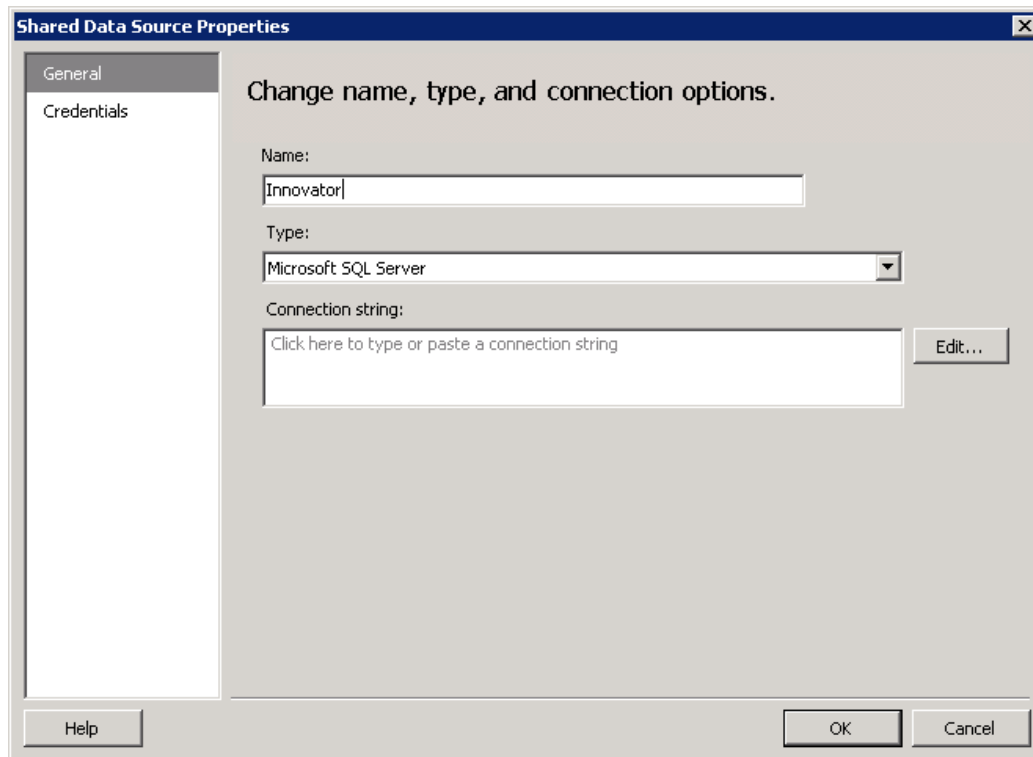 Shared Data Source Properties
General
Credentials
Change name, type, and connection options.
Name:
Innovator
Type:
Microsoft SQL Server
Connection string:
Click here to type or paste a connection string
Edit...
Help
OK
Cancel